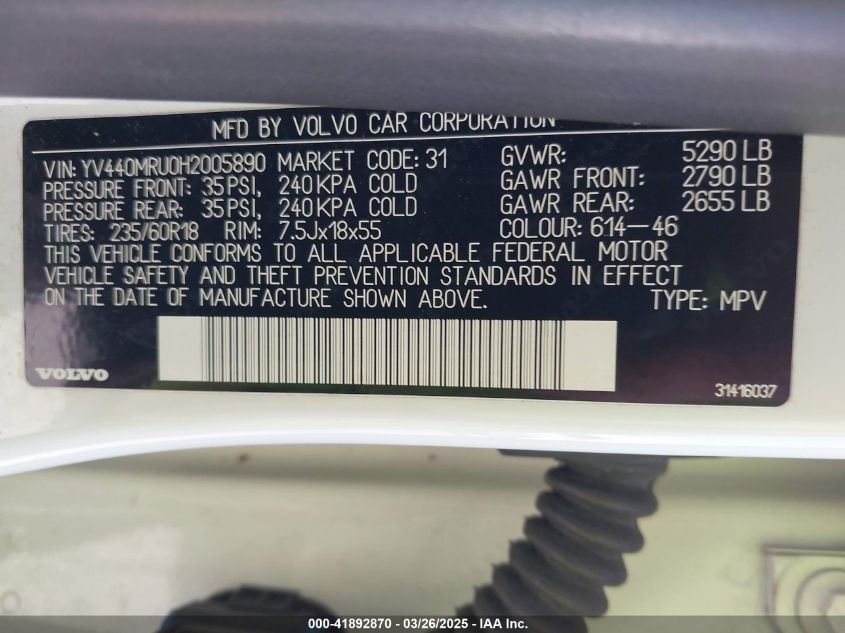 MFD BY VOLVO CAR CORPORATION
VIN: YV440MRU0H2005890 MARKET CODE: 31 GVWR: 5290 LB
PRESSURE FRONT: 35 PSI, 240 KPA COLD GAWR FRONT: 2790 LB
PRESSURE REAR: 35 PSI, 240 KPA COLD GAWR REAR: 2655 LB
TIRES: 235/60R18 RIM: 7.5Jx18x55 COLOUR: 614-46
THIS VEHICLE CONFORMS TO ALL APPLICABLE FEDERAL MOTOR
VEHICLE SAFETY AND THEFT PREVENTION STANDARDS IN EFFECT
ON THE DATE OF MANUFACTURE SHOWN ABOVE. TYPE: MPV
VOLVO
31416037
000-41892870 - 03/26/2025 - IAA Inc.